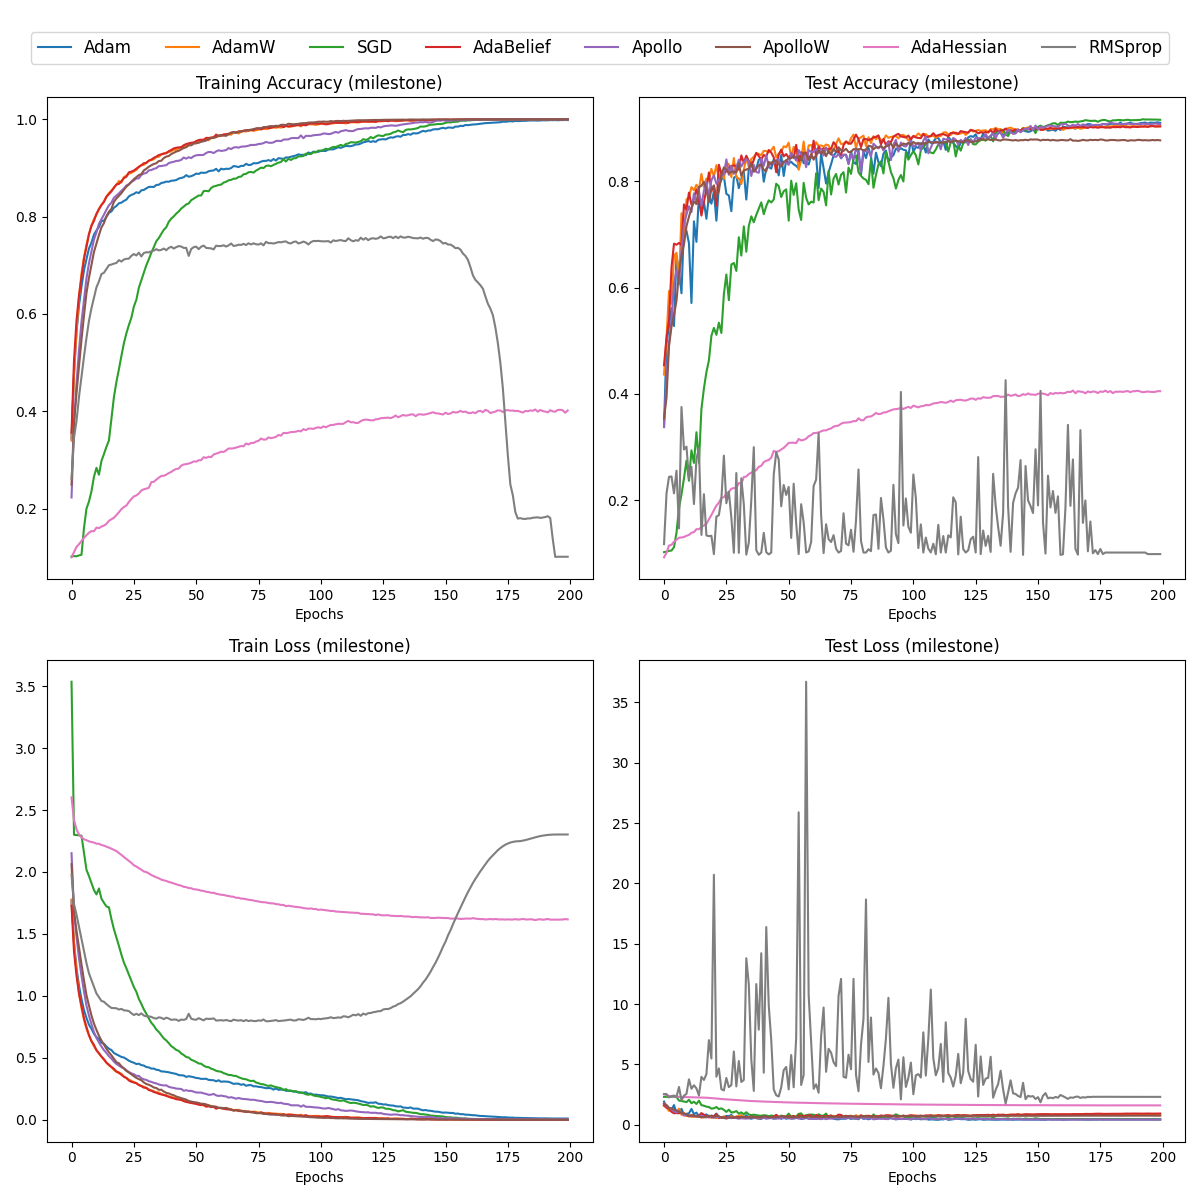 Adam AdamW SGD AdaBelief Apollo ApolloW AdaHessian RMSprop
Training Accuracy (milestone)
1.0
0.8
0.6
0.4
0.2
0 25 50 75 100 125 150 175 200
Epochs
Test Accuracy (milestone)
0.8
0.6
0.4
0.2
0 25 50 75 100 125 150 175 200
Epochs
Train Loss (milestone)
3.5
3.0
2.5
2.0
1.5
1.0
0.5
0.0
0 25 50 75 100 125 150 175 200
Epochs
Test Loss (milestone)
35
30
25
20
15
10
5
0
0 25 50 75 100 125 150 175 200
Epochs